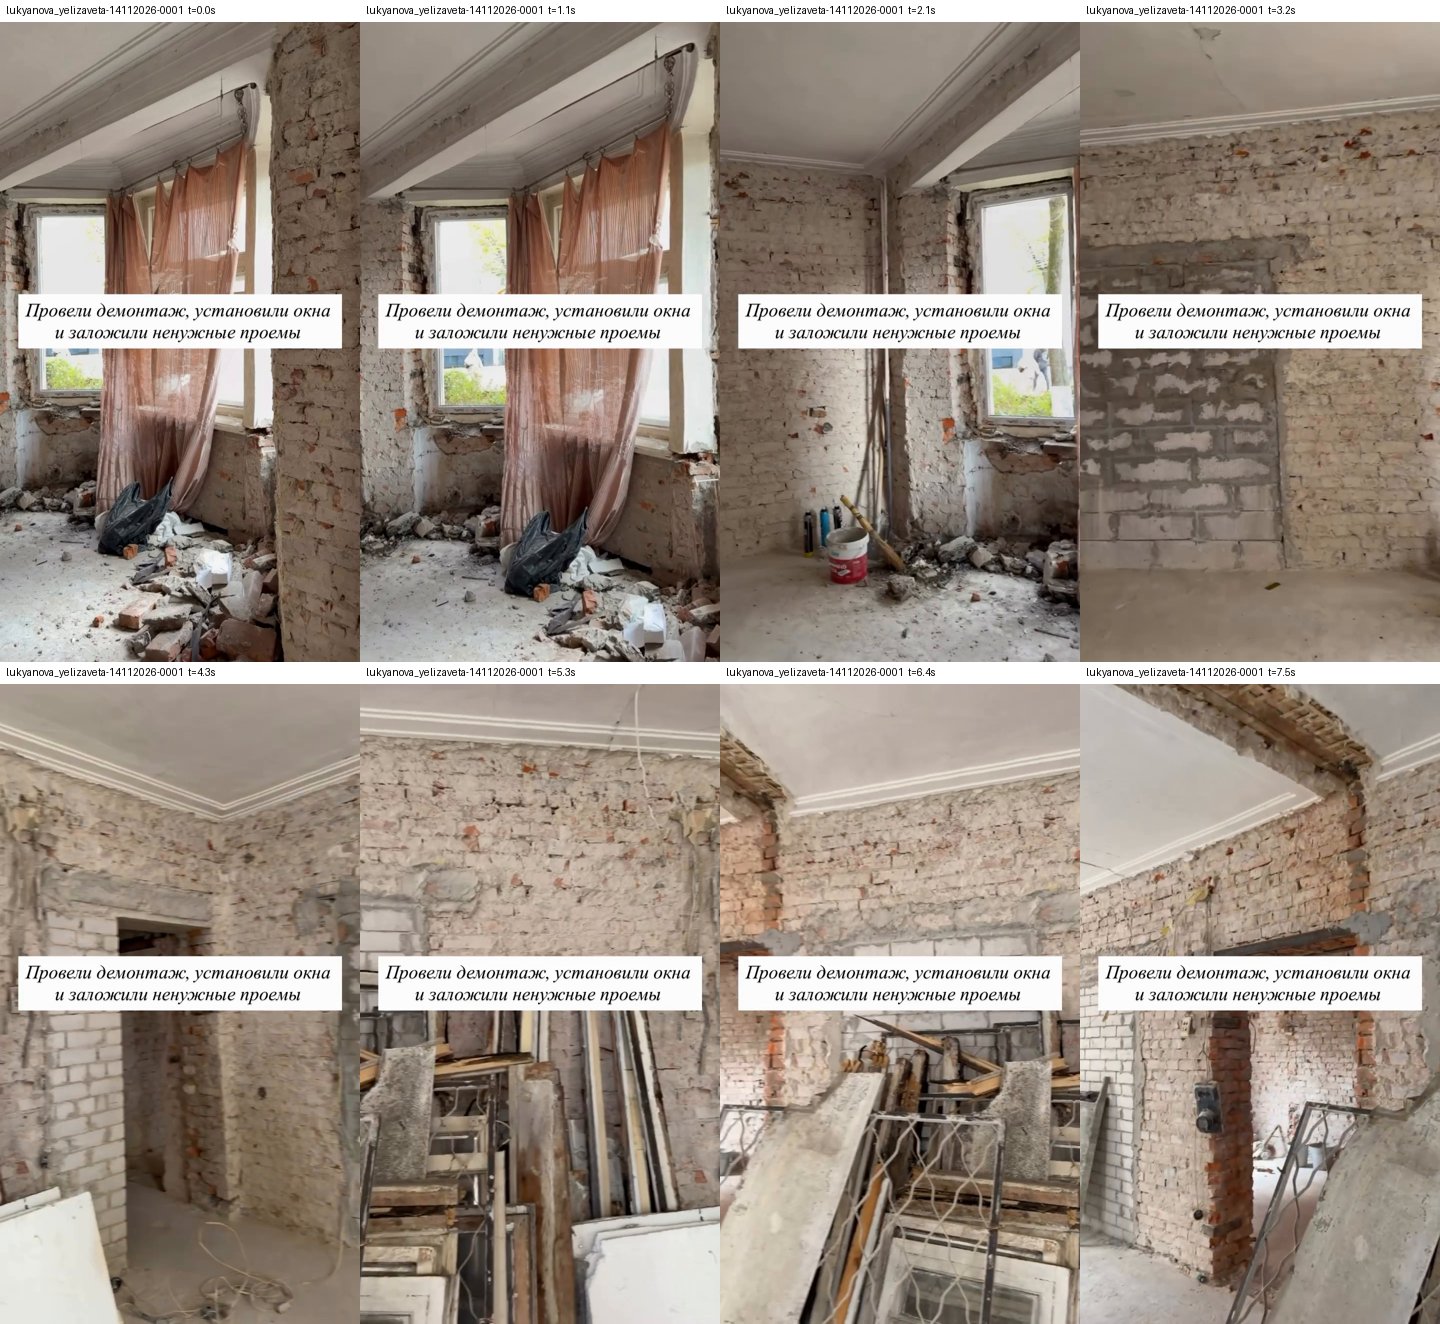 lukyanova_yelizaveta-14112026-0001 t=0.0s
lukyanova_yelizaveta-14112026-0001 t=1.1s
lukyanova_yelizaveta-14112026-0001 t=2.1s
lukyanova_yelizaveta-14112026-0001 t=3.2s
Провели демонтаж, установили окна
и заложили ненужные проемы
Провели демонтаж, установили окна
и заложили ненужные проемы
Провели демонтаж, установили окна
и заложили ненужные проемы
Провели демонтаж, установили окна
и заложили ненужные проемы
lukyanova_yelizaveta-14112026-0001 t=4.3s
lukyanova_yelizaveta-14112026-0001 t=5.3s
lukyanova_yelizaveta-14112026-0001 t=6.4s
lukyanova_yelizaveta-14112026-0001 t=7.5s
Провели демонтаж, установили окна
и заложили ненужные проемы
Провели демонтаж, установили окна
и заложили ненужные проемы
Провели демонтаж, установили окна
и заложили ненужные проемы
Провели демонтаж, установили окна
и заложили ненужные проемы